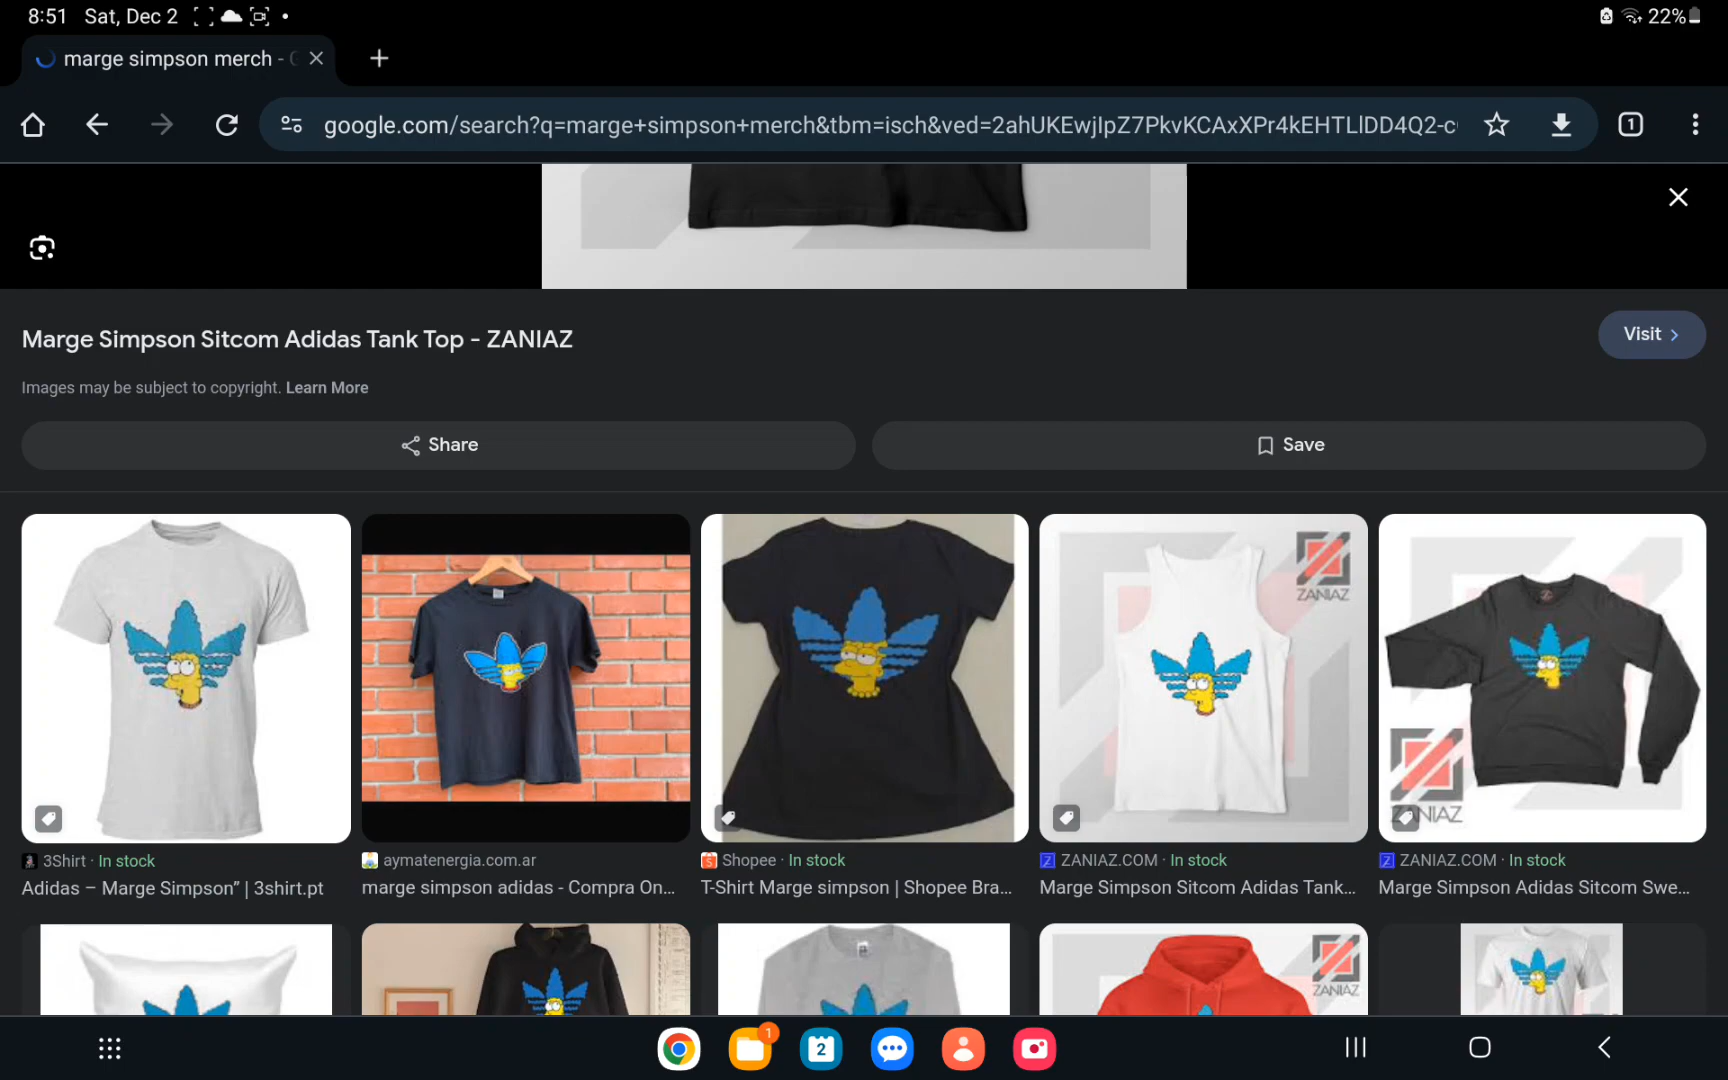 8:51 Sat, Dec 2
22%
marge simpson merch - G
google.com/search?q=marge+simpson+merch&tbm=isch&ved=2ahUKEwjIpZ7PkvKCAxXPr4kEHTLlDD4Q2-c
1
Marge Simpson Sitcom Adidas Tank Top - ZANIAZ
Visit
Images may be subject to copyright. Learn More
Share
Save
ZANIAZ
ZANIAZ
3Shirt · In stock
Adidas – Marge Simpson” | 3shirt.pt
aymatenergia.com.ar
marge simpson adidas - Compra On...
Shopee · In stock
T-Shirt Marge simpson | Shopee Bra...
ZANIAZ.COM · In stock
Marge Simpson Sitcom Adidas Tank...
ZANIAZ.COM · In stock
Marge Simpson Adidas Sitcom Swe...
ZANIAZ
1
2